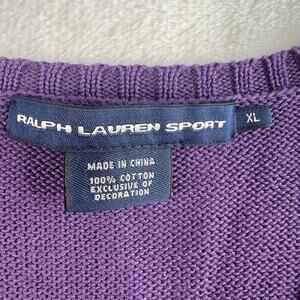 RALPH LAUREN SPORT
XL
MADE IN CHINA
100% COTTON
EXCLUSIVE OF
DECORATION